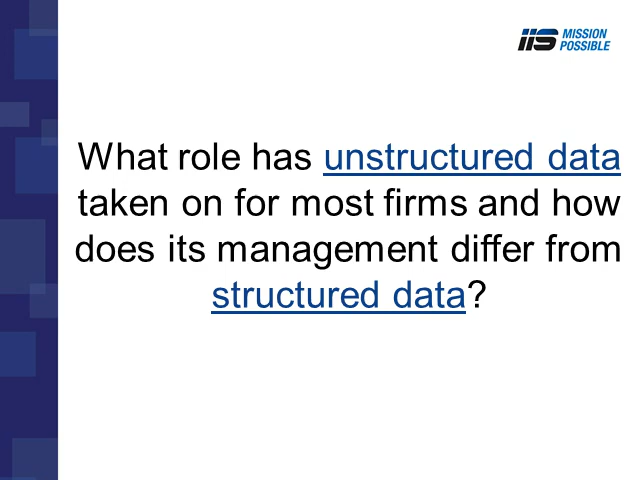 iis MISSION
POSSIBLE
What role has unstructured data
taken on for most firms and how
does its management differ from
structured data?